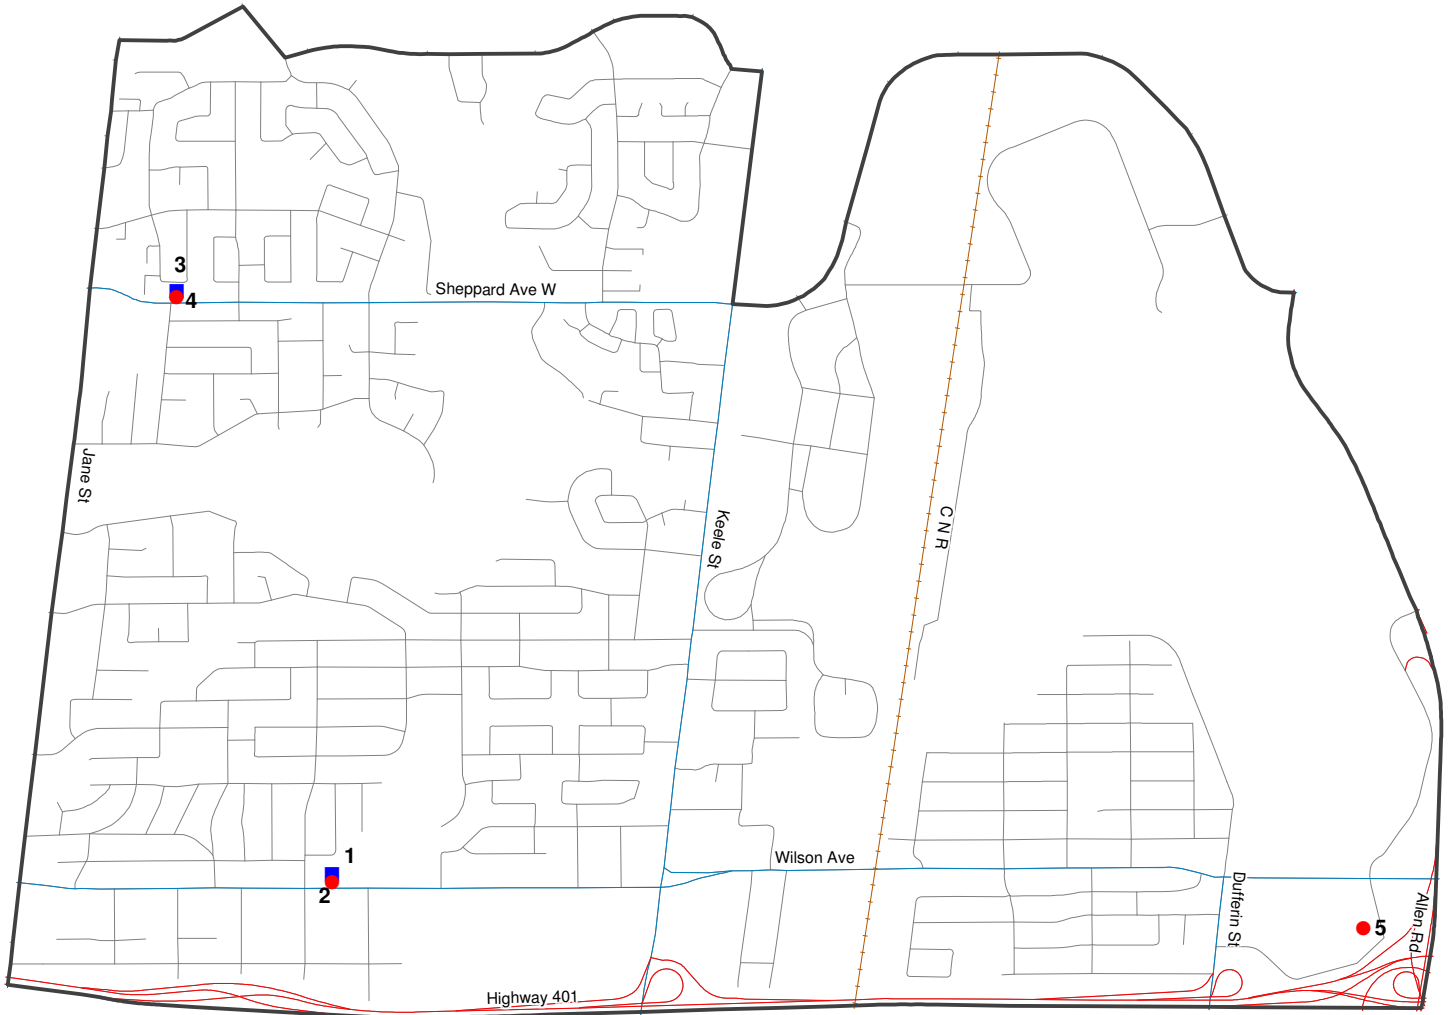 3
4
Sheppard Ave W
Jane St
Keele St
C N R
1
2
Wilson Ave
Dufferin St
Allen Rd
5
Highway 401